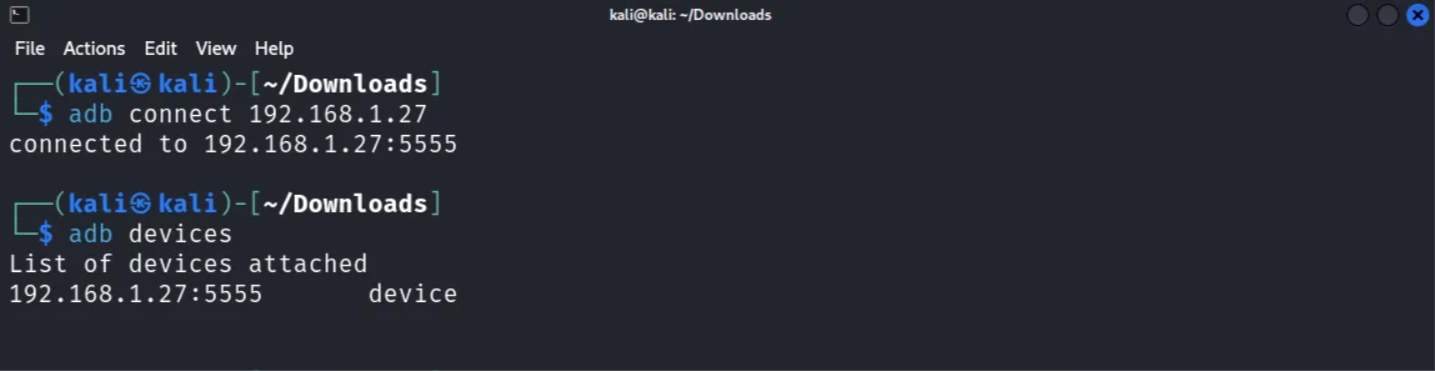 kali@kali: ~/Downloads
File Actions Edit View Help
┌──(kali㉿kali)-[~/Downloads]
└─$ adb connect 192.168.1.27
connected to 192.168.1.27:5555
┌──(kali㉿kali)-[~/Downloads]
└─$ adb devices
List of devices attached
192.168.1.27:5555 device